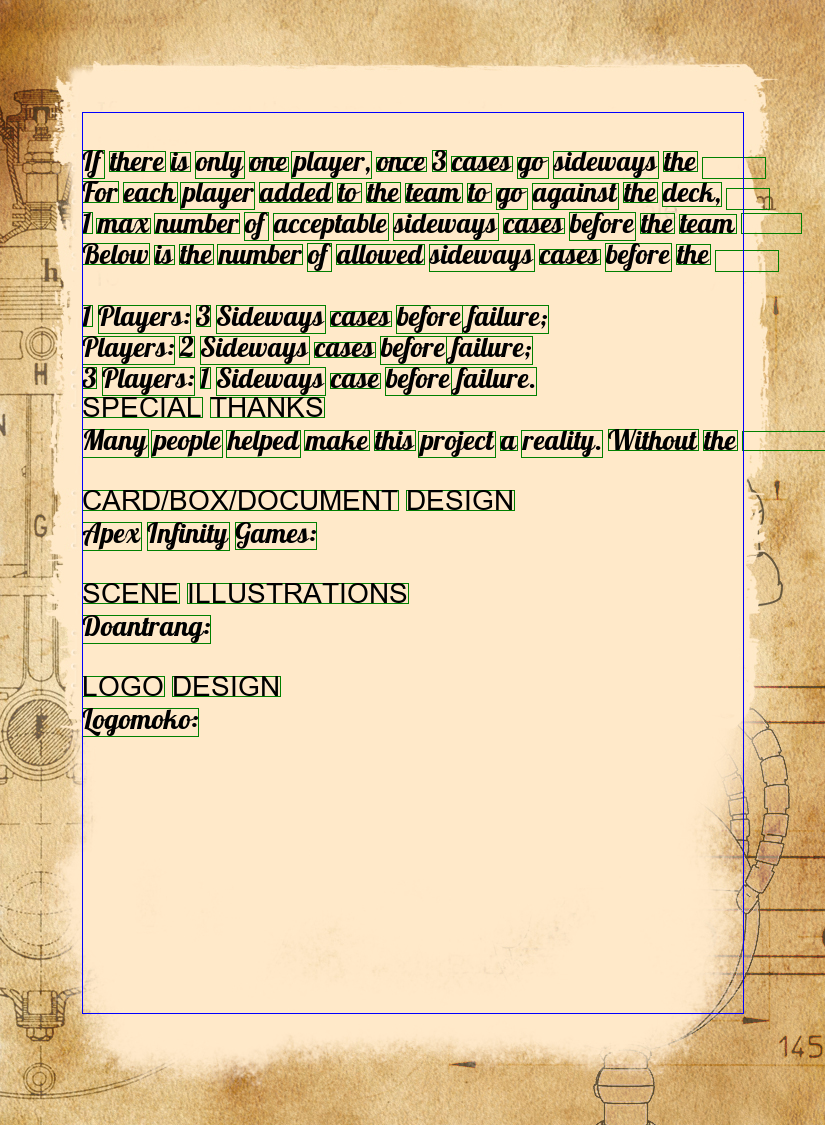 If there is only one player, once 3 cases go sideways the
For each player added to the team to go against the deck,
1 max number of acceptable sideways cases before the team
Below is the number of allowed sideways cases before the
1 Players: 3 Sideways cases before failure;
Players: 2 Sideways cases before failure;
3 Players: 1 Sideways case before failure.
SPECIAL THANKS
Many people helped make this project a reality. Without the
CARD/BOX/DOCUMENT DESIGN
Apex Infinity Games:
SCENE ILLUSTRATIONS
Doantrang:
LOGO DESIGN
Logomoko:
h
H
N
G
F
145